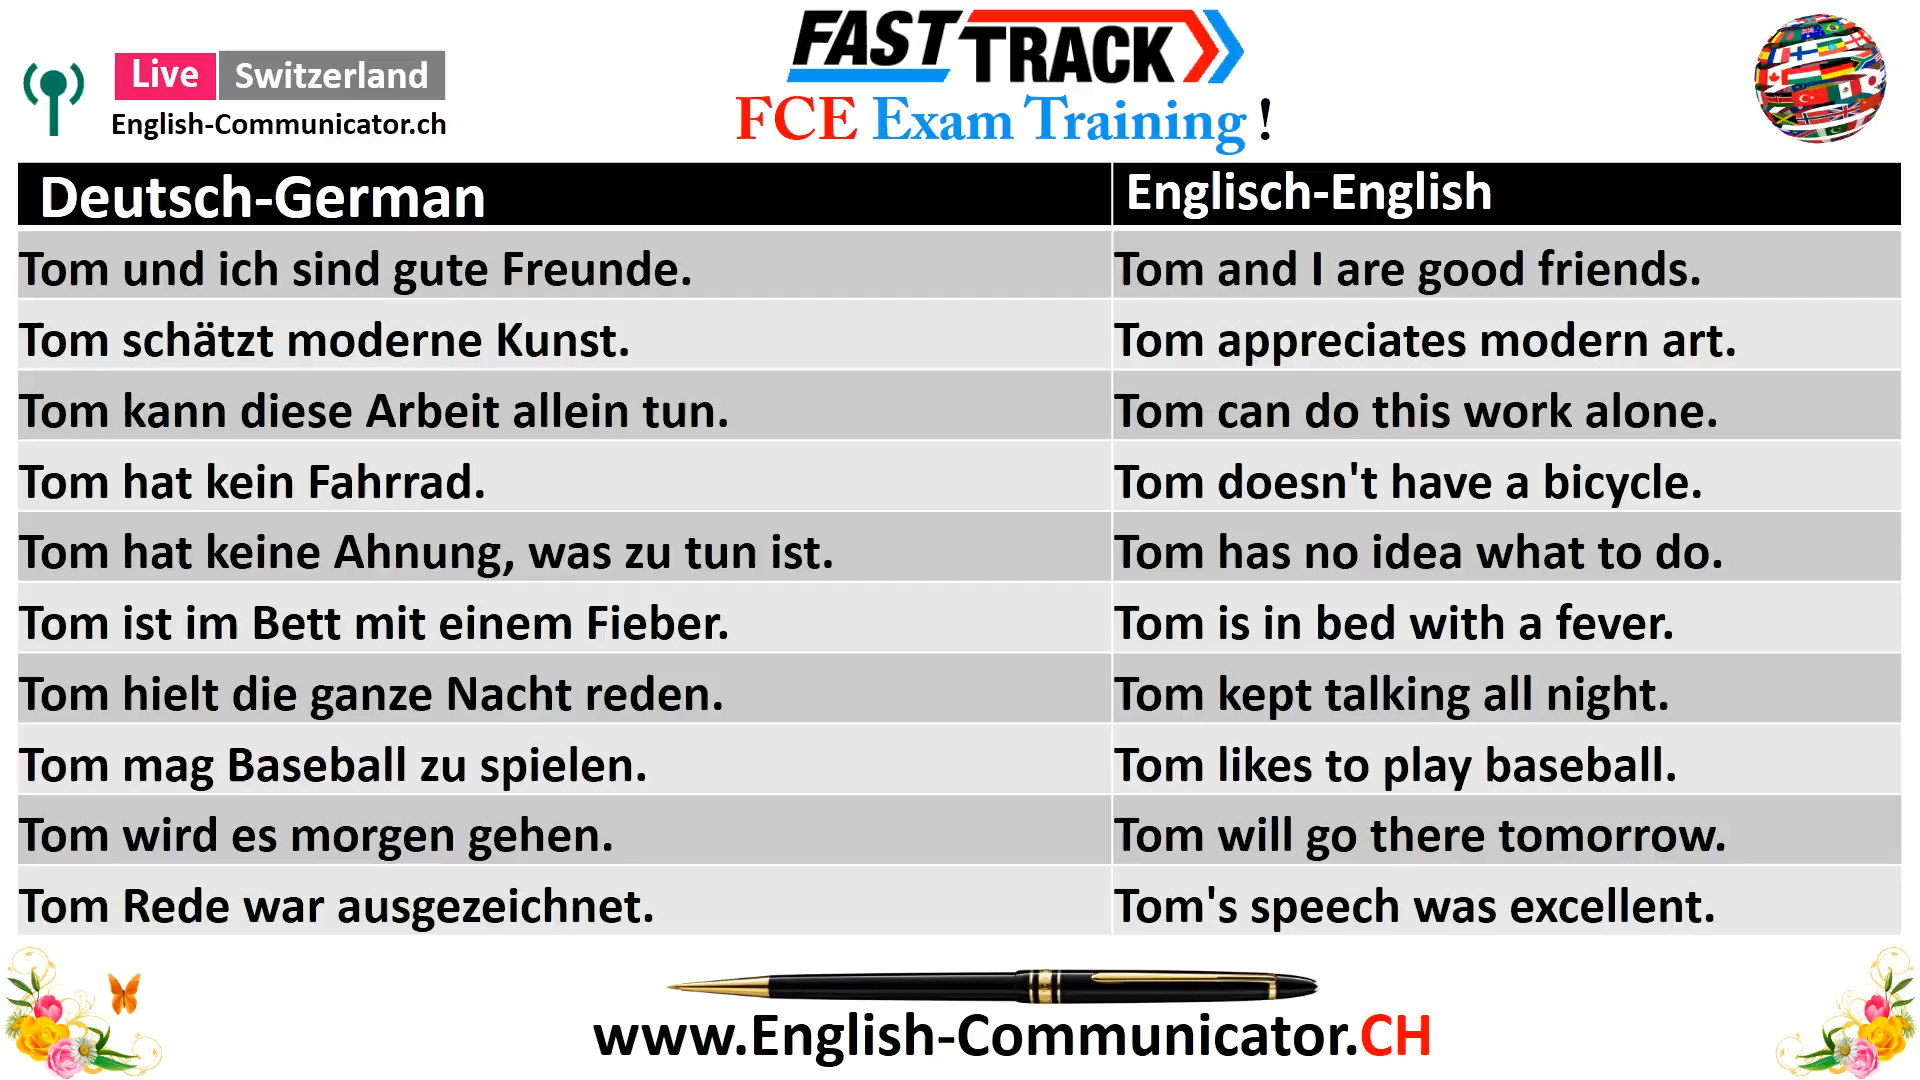 FAST TRACK
Live Switzerland
English-Communicator.ch
FCE Exam Training !
Deutsch-German Englisch-English
Tom und ich sind gute Freunde. Tom and I are good friends.
Tom schätzt moderne Kunst. Tom appreciates modern art.
Tom kann diese Arbeit allein tun. Tom can do this work alone.
Tom hat kein Fahrrad. Tom doesn't have a bicycle.
Tom hat keine Ahnung, was zu tun ist. Tom has no idea what to do.
Tom ist im Bett mit einem Fieber. Tom is in bed with a fever.
Tom hielt die ganze Nacht reden. Tom kept talking all night.
Tom mag Baseball zu spielen. Tom likes to play baseball.
Tom wird es morgen gehen. Tom will go there tomorrow.
Tom Rede war ausgezeichnet. Tom's speech was excellent.
www.English-Communicator.CH